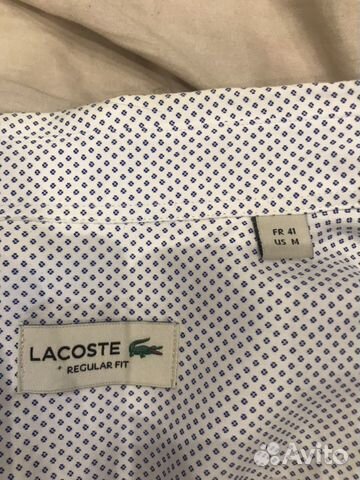 FR 41
US M
LACOSTE
REGULAR FIT
Avito